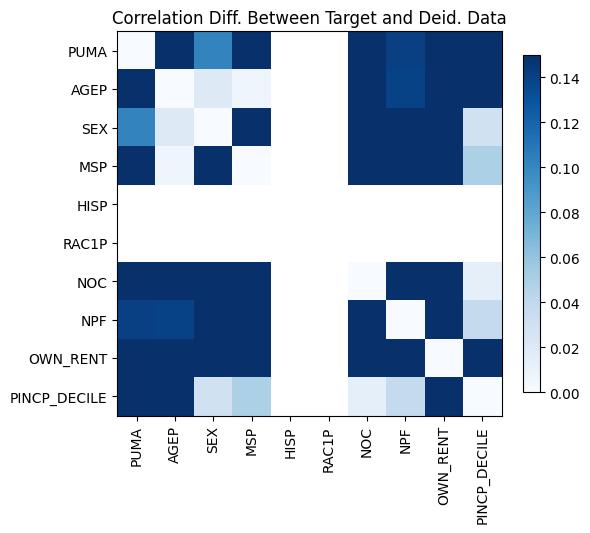 Correlation Diff. Between Target and Deid. Data
PUMA
AGEP
SEX
MSP
HISP
RAC1P
NOC
NPF
OWN_RENT
PINCP_DECILE
PUMA
AGEP
SEX
MSP
HISP
RAC1P
NOC
NPF
OWN_RENT
PINCP_DECILE
0.14
0.12
0.10
0.08
0.06
0.04
0.02
0.00